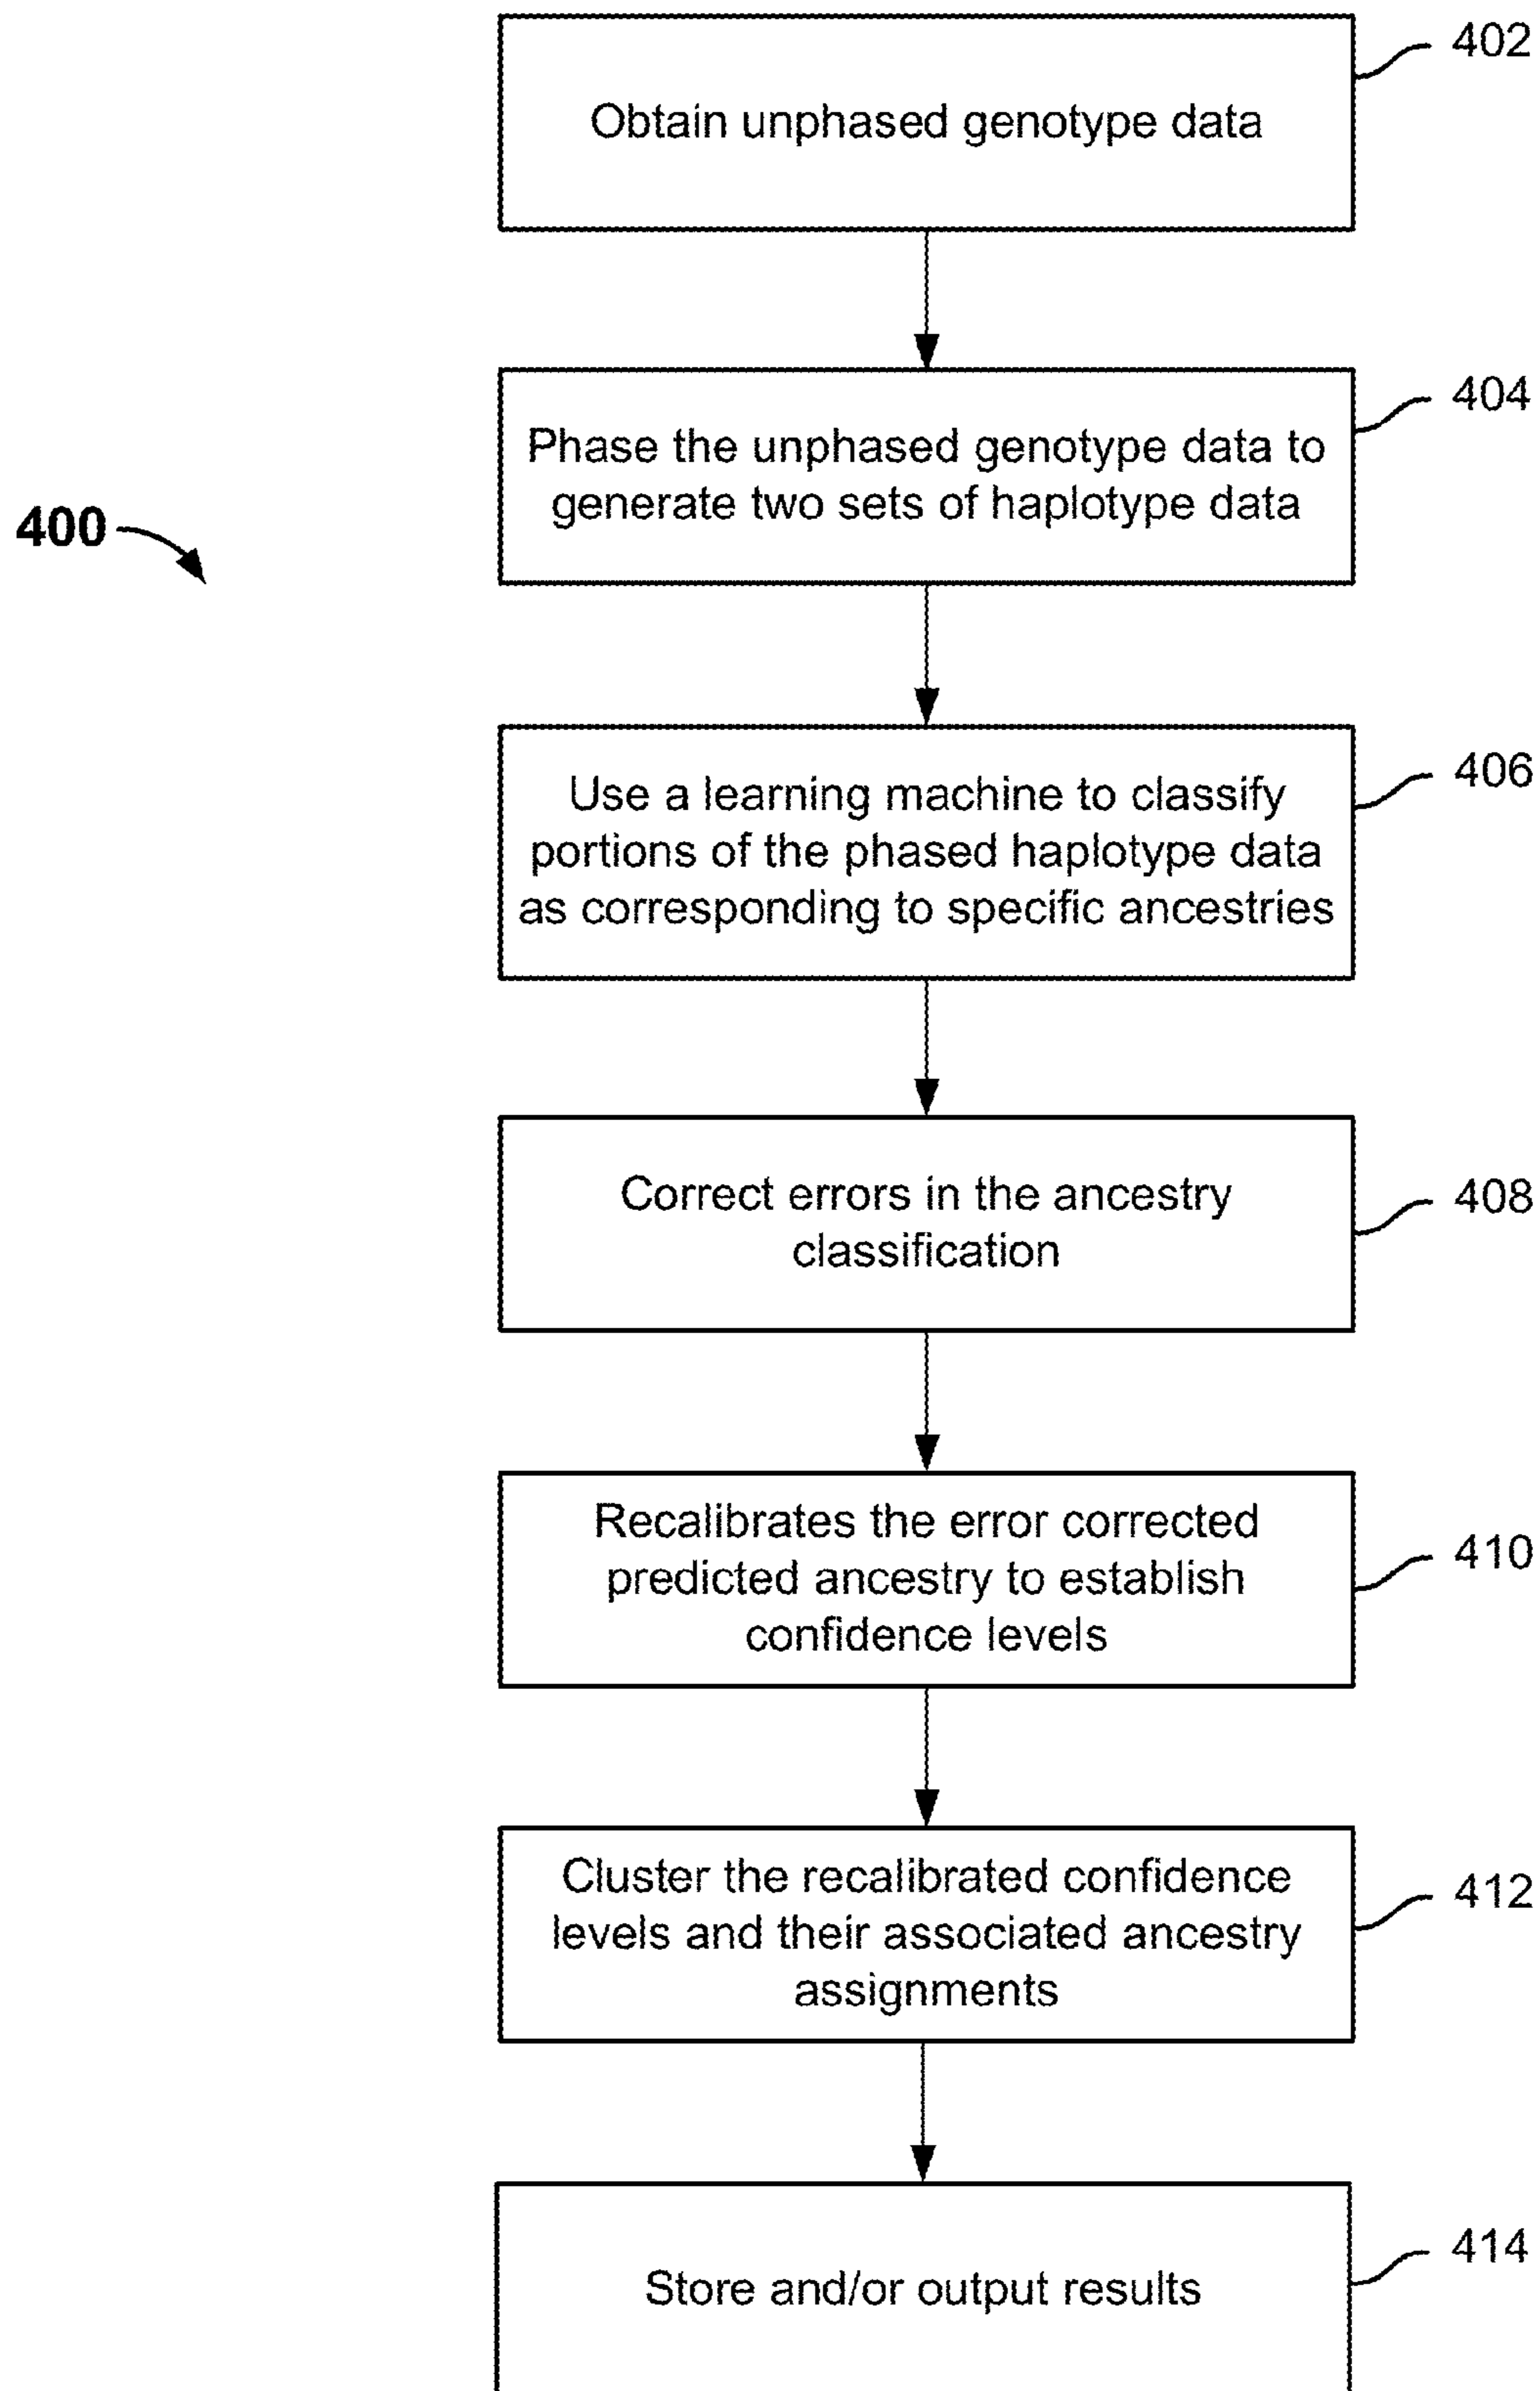 402
Obtain unphased genotype data
404
Phase the unphased genotype data to
generate two sets of haplotype data
400
406
Use a learning machine to classify
portions of the phased haplotype data
as corresponding to specific ancestries
408
Correct errors in the ancestry
classification
410
Recalibrates the error corrected
predicted ancestry to establish
confidence levels
412
Cluster the recalibrated confidence
levels and their associated ancestry
assignments
414
Store and/or output results